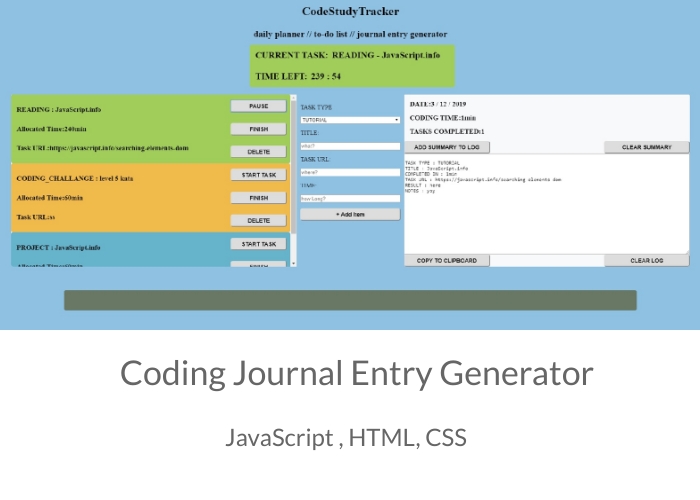 CodeStudyTracker
daily planner // to-do list // journal entry generator
CURRENT TASK: READING - JavaScript.info
TIME LEFT: 239 : 54
READING : JavaScript.info
PAUSE
Allocated Time:240min
FINISH
Task URL:https://javascript.info/searching-elements-dom
DELETE
CODING_CHALLANGE : level 5 kata
START TASK
Allocated Time:60min
FINISH
Task URL:ss
DELETE
PROJECT : JavaScript.info
START TASK
Allocated Time:60min
FINISH
TASK TYPE
TUTORIAL
TITLE:
what?
TASK URL:
where?
TIME:
how long?
+ Add Item
DATE:3 / 12 / 2019
CODING TIME:1min
TASKS COMPLETED:1
ADD SUMMARY TO LOG
CLEAR SUMMARY
TASK TYPE : TUTORIAL
TITLE : JavaScript.info
COMPLETED IN : 1min
TASK URL : https://javascript.info/searching-elements-dom
RESULT : here
NOTES : yay
COPY TO CLIPBOARD
CLEAR LOG
Coding Journal Entry Generator
JavaScript , HTML, CSS